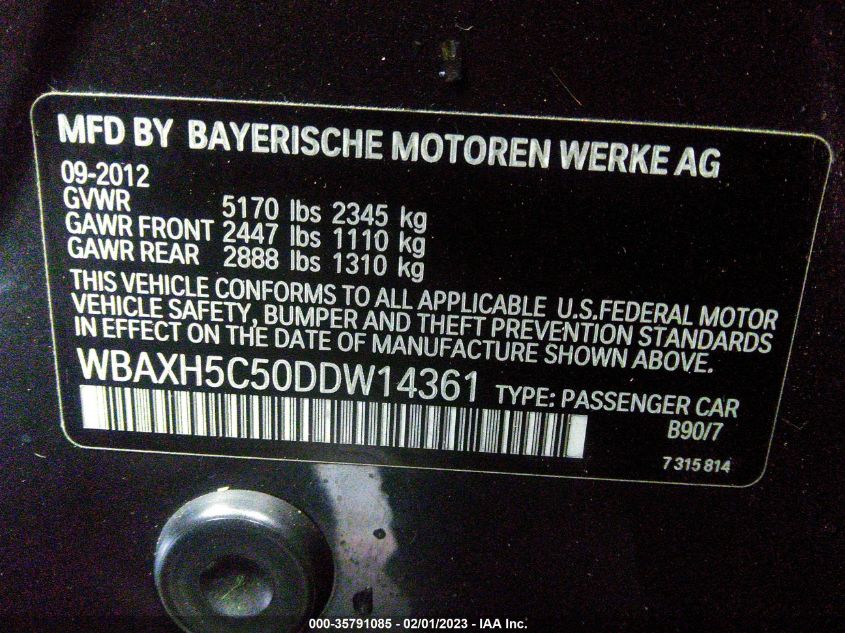 MFD BY BAYERISCHE MOTOREN WERKE AG
09-2012
GVWR 5170 lbs 2345 kg
GAWR FRONT 2447 lbs 1110 kg
GAWR REAR 2888 lbs 1310 kg
THIS VEHICLE CONFORMS TO ALL APPLICABLE U.S.FEDERAL MOTOR
VEHICLE SAFETY, BUMPER AND THEFT PREVENTION STANDARDS
IN EFFECT ON THE DATE OF MANUFACTURE SHOWN ABOVE.
WBAXH5C50DDW14361 TYPE: PASSENGER CAR
B90/7
7 315 814
000-35791085 - 02/01/2023 - IAA Inc.